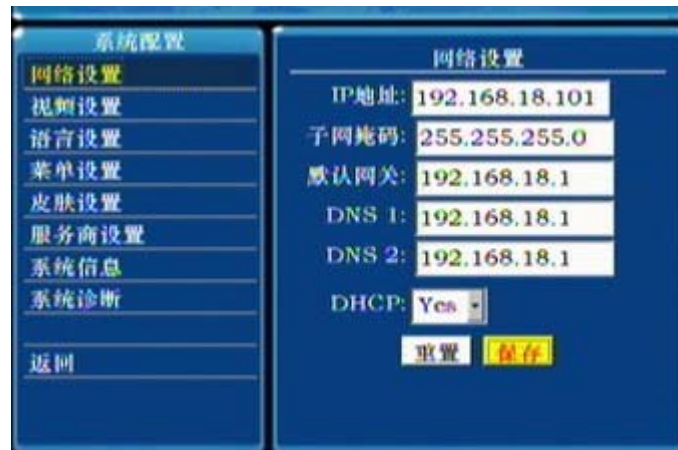 系统配置
网络设置
视频设置
语言设置
菜单设置
皮肤设置
服务商设置
系统信息
系统诊断
返回
网络设置
IP地址: 192.168.18.101
子网掩码: 255.255.255.0
默认网关: 192.168.18.1
DNS 1: 192.168.18.1
DNS 2: 192.168.18.1
DHCP: Yes
重置 保存